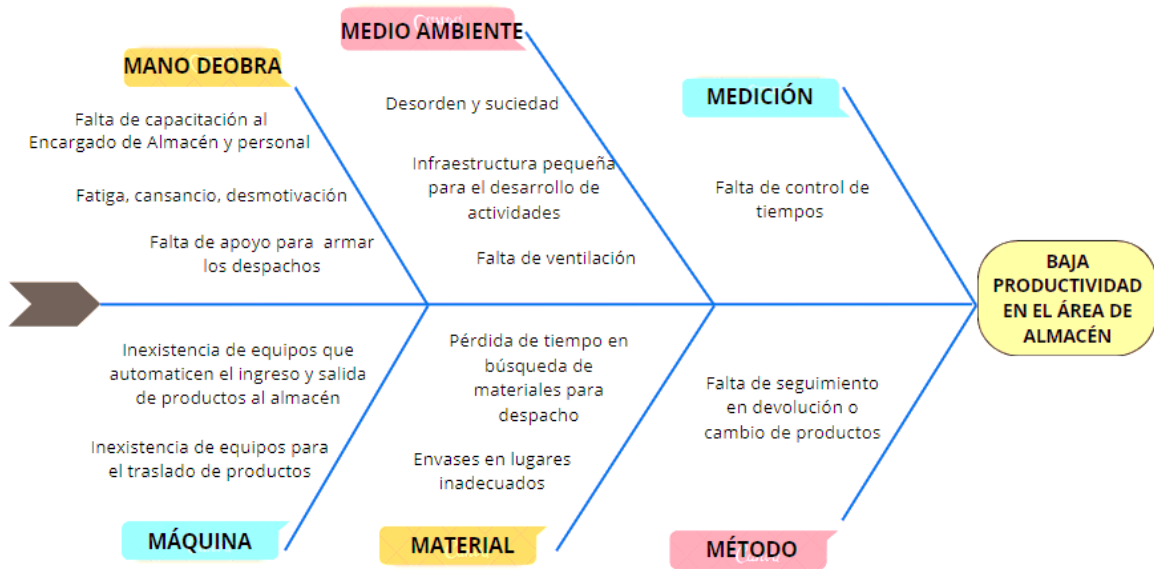 MANO DEOBRA
Falta de capacitación al
Encargado de Almacén y personal
Fatiga, cansancio, desmotivación
Falta de apoyo para armar
los despachos
MEDIO AMBIENTE
Desorden y suciedad
Infraestructura pequeña
para el desarrollo de
actividades
Falta de ventilación
MEDICIÓN
Falta de control de
tiempos
BAJA
PRODUCTIVIDAD
EN EL ÁREA DE
ALMACÉN
Inexistencia de equipos que
automaticen el ingreso y salida
de productos al almacén
Inexistencia de equipos para
el traslado de productos
MÁQUINA
Pérdida de tiempo en
búsqueda de
materiales para
despacho
Envases en lugares
inadecuados
MATERIAL
Falta de seguimiento
en devolución o
cambio de productos
MÉTODO